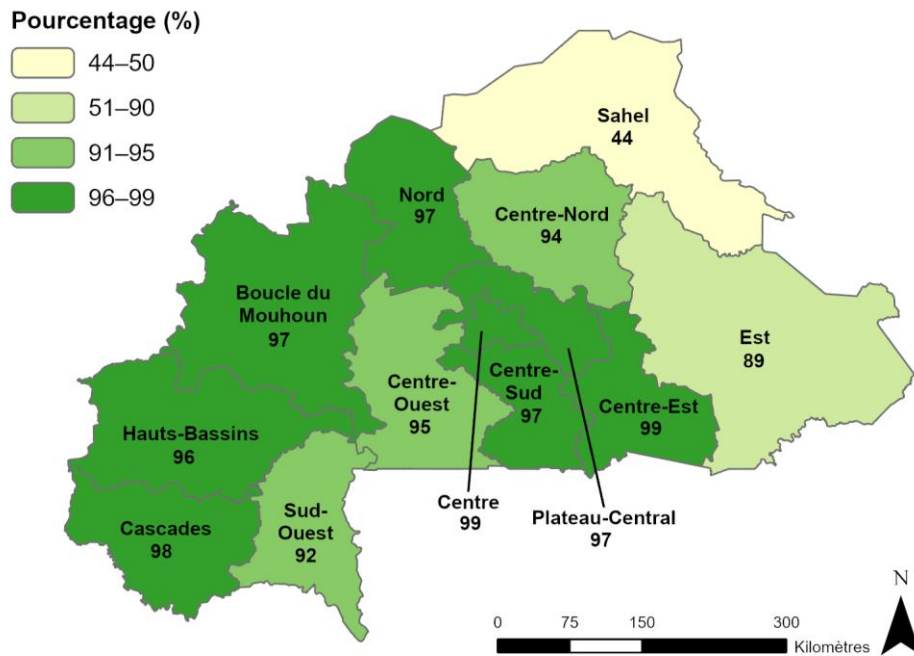 Pourcentage (%)
44–50
51–90
91–95
96–99
Sahel
44
Nord
97
Centre-Nord
94
Boucle du
Mouhoun
97
Est
89
Centre-
Ouest
95
Centre-
Sud
97
Centre-Est
99
Hauts-Bassins
96
Centre
99
Plateau-Central
97
Cascades
98
Sud-
Ouest
92
N
0 75 150 300
Kilomètres